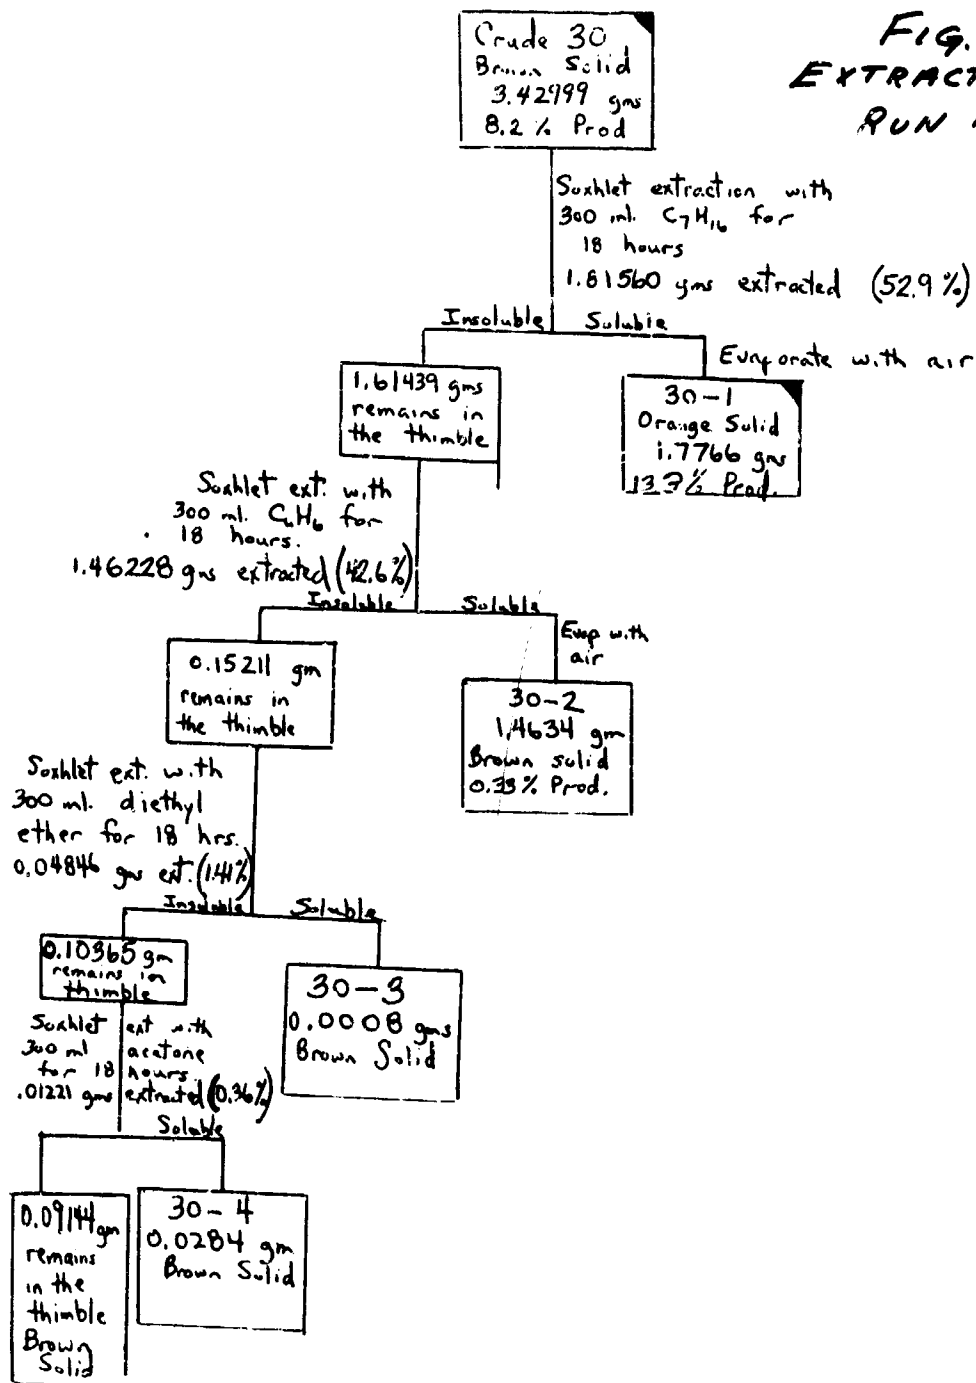 FIG.
EXTRACT
RUN
Crude 30
Brown Solid
3.42999 gms
8.2 % Prod
Soxhlet extraction with
300 ml. C7H16 for
18 hours
1.81560 gms extracted (52.9 %)
Insoluble
Soluble
Evaporate with air
1.61439 gms
remains in
the thimble
30-1
Orange Solid
1.7766 gms
% Prod.
Soxhlet ext. with
300 ml. C6H6 for
18 hours.
1.46228 gms extracted (42.6%)
Insoluble
Soluble
Evap with
air
0.15211 gm
remains in
the thimble
30-2
1.4634 gm
Brown solid
% Prod.
Soxhlet ext. with
300 ml. diethyl
ether for 18 hrs.
0.04846 gms ext. (1.41%)
Insoluble
Soluble
0.10365 gm
remains in
thimble
30-3
0.0008 gms
Brown Solid
Soxhlet ext with
300 ml acetone
for 18 hours
.01221 gms extracted (0.36%)
Soluble
0.09144 gm
remains
in the
thimble
Brown
Solid
30-4
0.0284 gm
Brown Solid